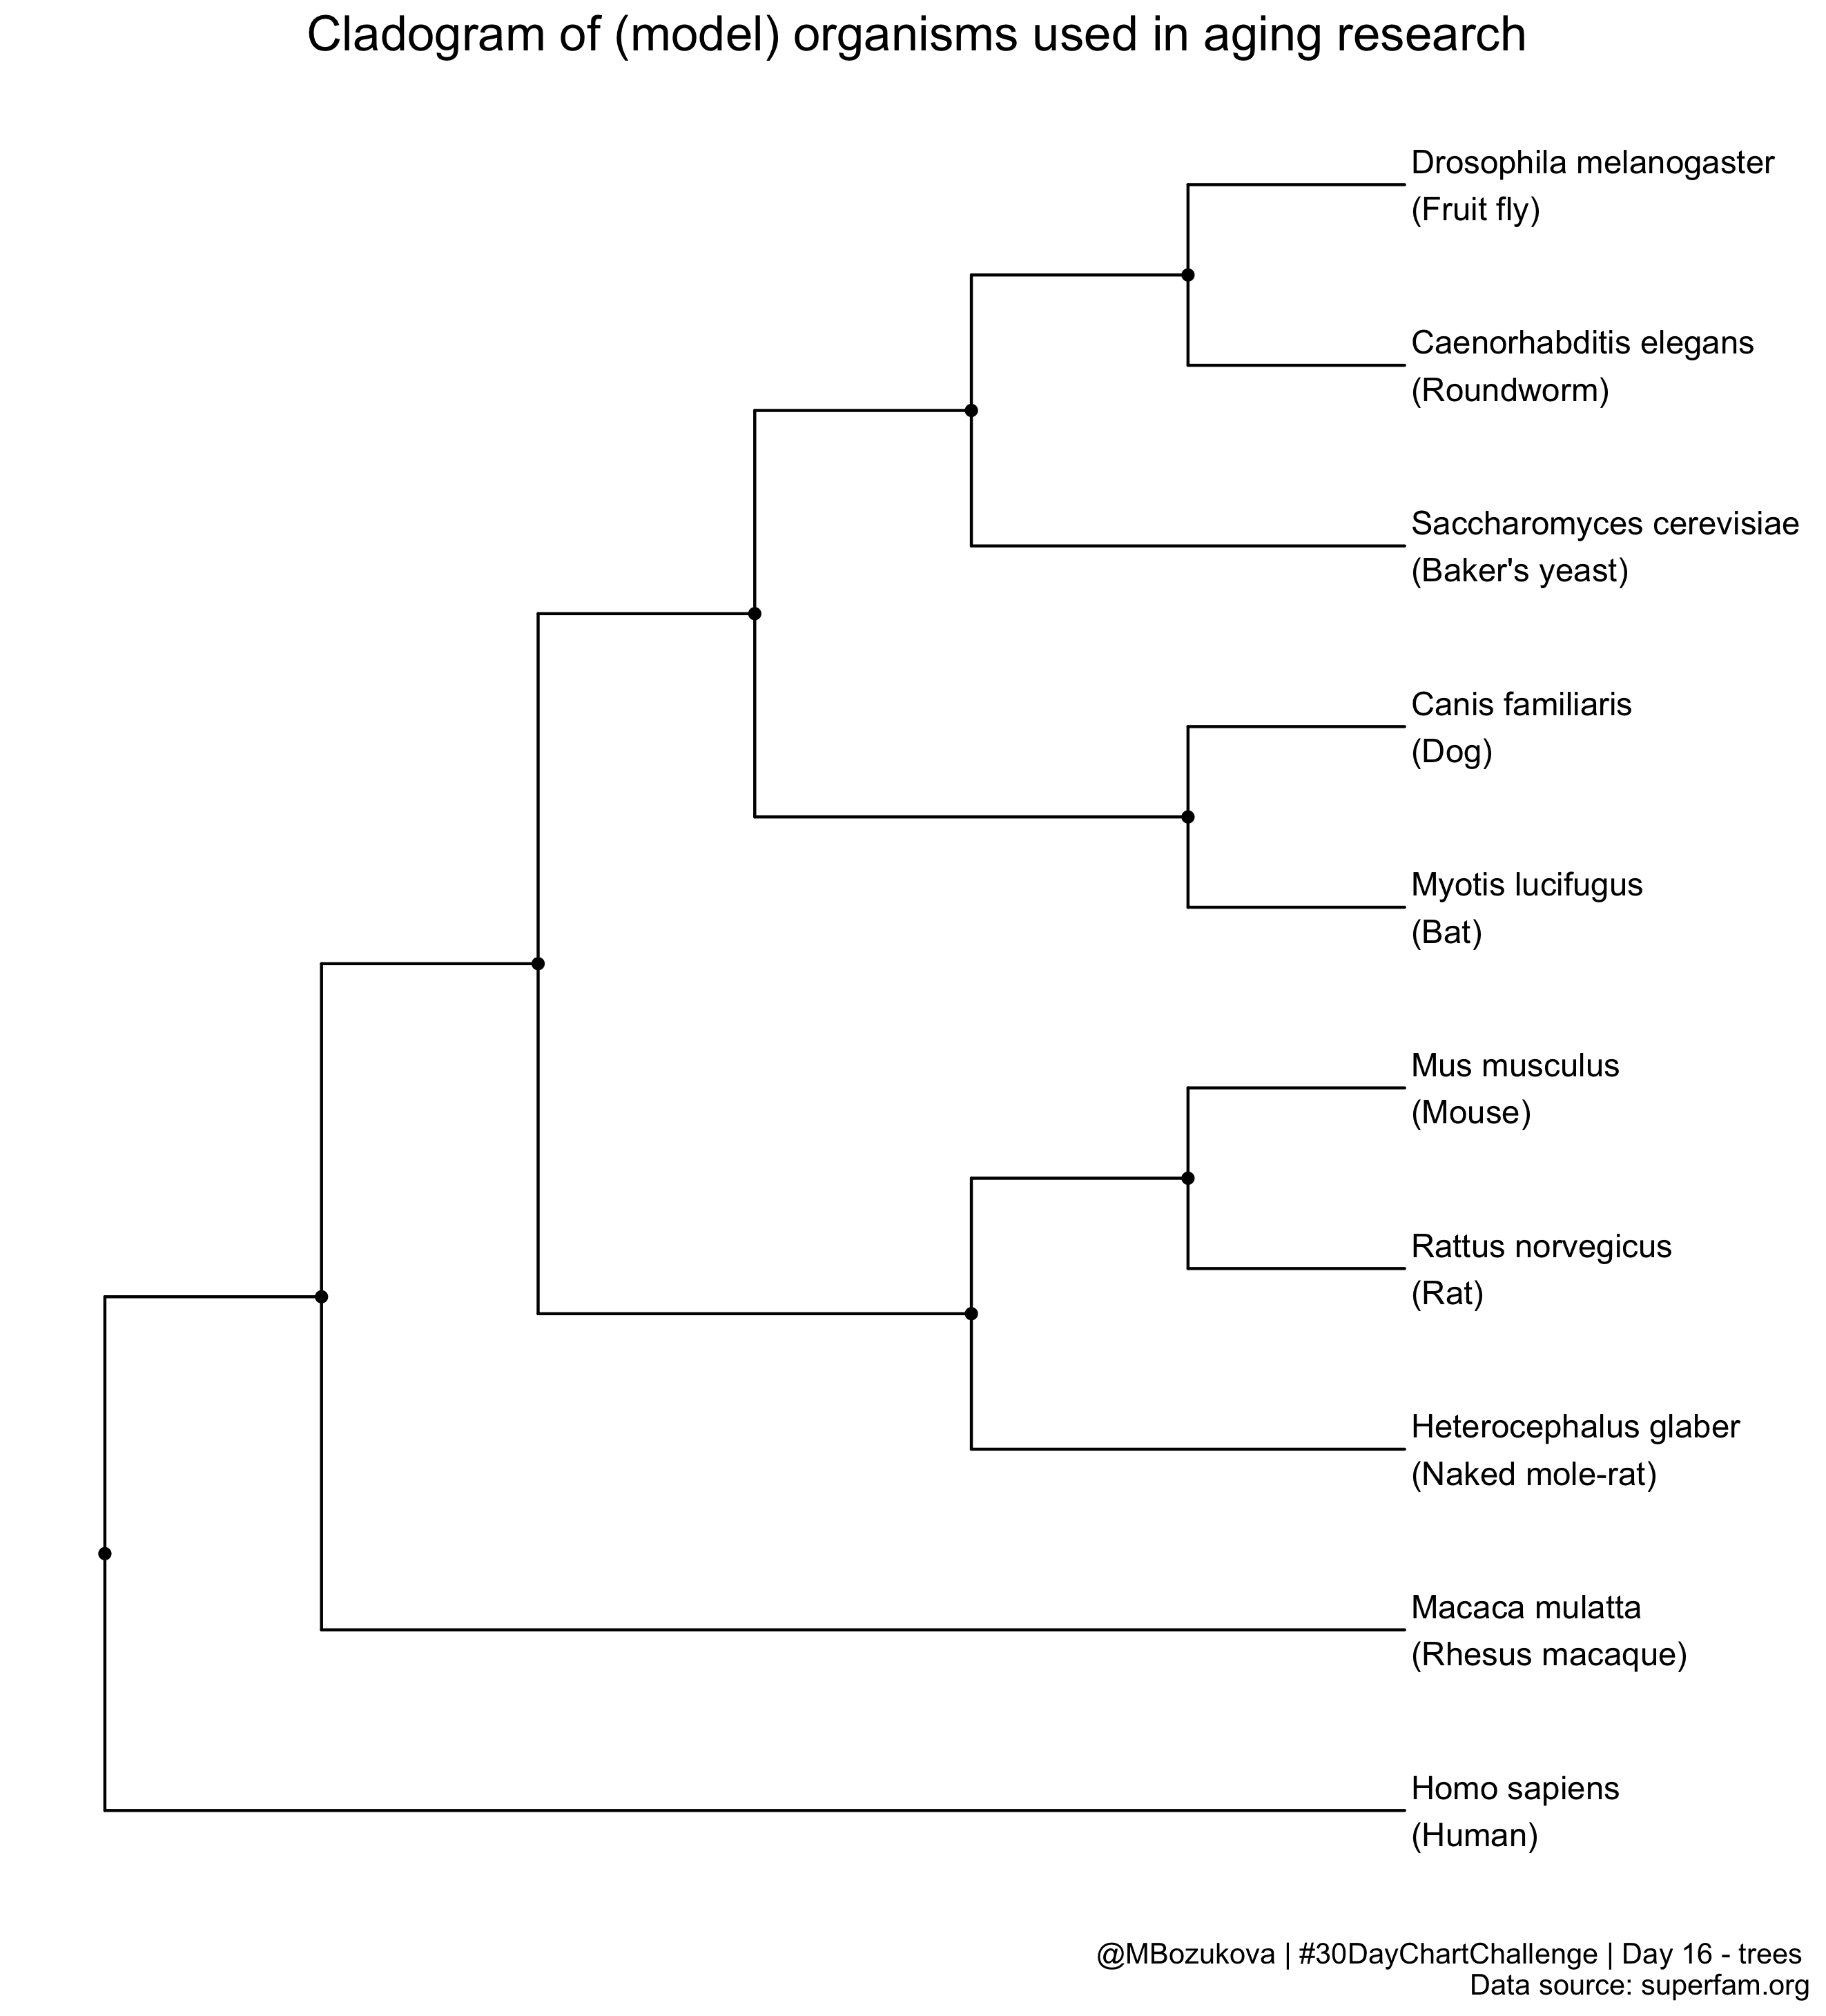 Cladogram of (model) organisms used in aging research
Drosophila melanogaster
(Fruit fly)
Caenorhabditis elegans
(Roundworm)
Saccharomyces cerevisiae
(Baker's yeast)
Canis familiaris
(Dog)
Myotis lucifugus
(Bat)
Mus musculus
(Mouse)
Rattus norvegicus
(Rat)
Heterocephalus glaber
(Naked mole-rat)
Macaca mulatta
(Rhesus macaque)
Homo sapiens
(Human)
@MBozukova | #30DayChartChallenge | Day 16 - trees
Data source: superfam.org